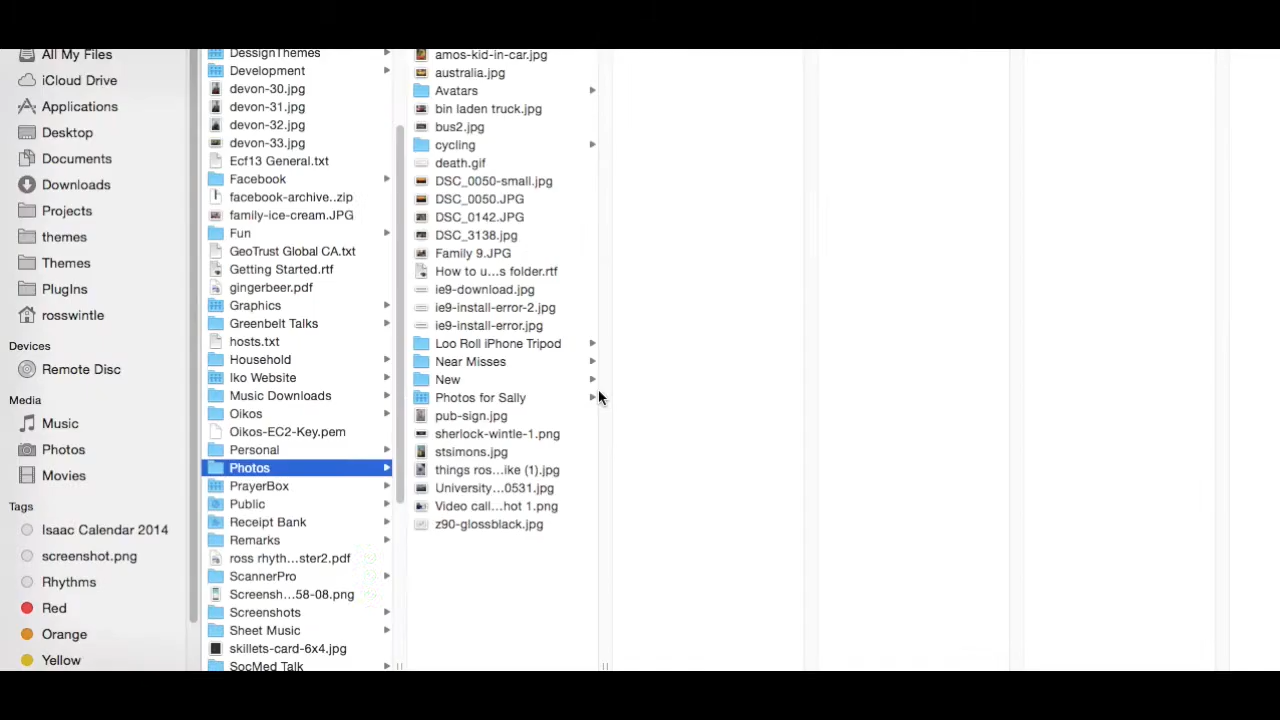 All My Files
iCloud Drive
Applications
Desktop
Documents
Downloads
Projects
themes
Themes
PlugIns
rosswintle
Devices
Remote Disc
Media
Music
Photos
Movies
Tags
Isaac Calendar 2014
screenshot.png
Rhythms
Red
Orange
Yellow
DessignThemes
Development
devon-30.jpg
devon-31.jpg
devon-32.jpg
devon-33.jpg
Ecf13 General.txt
Facebook
facebook-archive..zip
family-ice-cream.JPG
Fun
GeoTrust Global CA.txt
Getting Started.rtf
gingerbeer.pdf
Graphics
Greenbelt Talks
hosts.txt
Household
Iko Website
Music Downloads
Oikos
Oikos-EC2-Key.pem
Personal
Photos
PrayerBox
Public
Receipt Bank
Remarks
ross rhyth...ster2.pdf
ScannerPro
Screensh...58-08.png
Screenshots
Sheet Music
skillets-card-6x4.jpg
SocMed Talk
amos-kid-in-car.jpg
australia.jpg
Avatars
bin laden truck.jpg
bus2.jpg
cycling
death.gif
DSC_0050-small.jpg
DSC_0050.JPG
DSC_0142.JPG
DSC_3138.jpg
Family 9.JPG
How to u...s folder.rtf
ie9-download.jpg
ie9-install-error-2.jpg
ie9-install-error.jpg
Loo Roll iPhone Tripod
Near Misses
New
Photos for Sally
pub-sign.jpg
sherlock-wintle-1.png
stsimons.jpg
things ros...ike (1).jpg
University...0531.jpg
Video call...hot 1.png
z90-glossblack.jpg